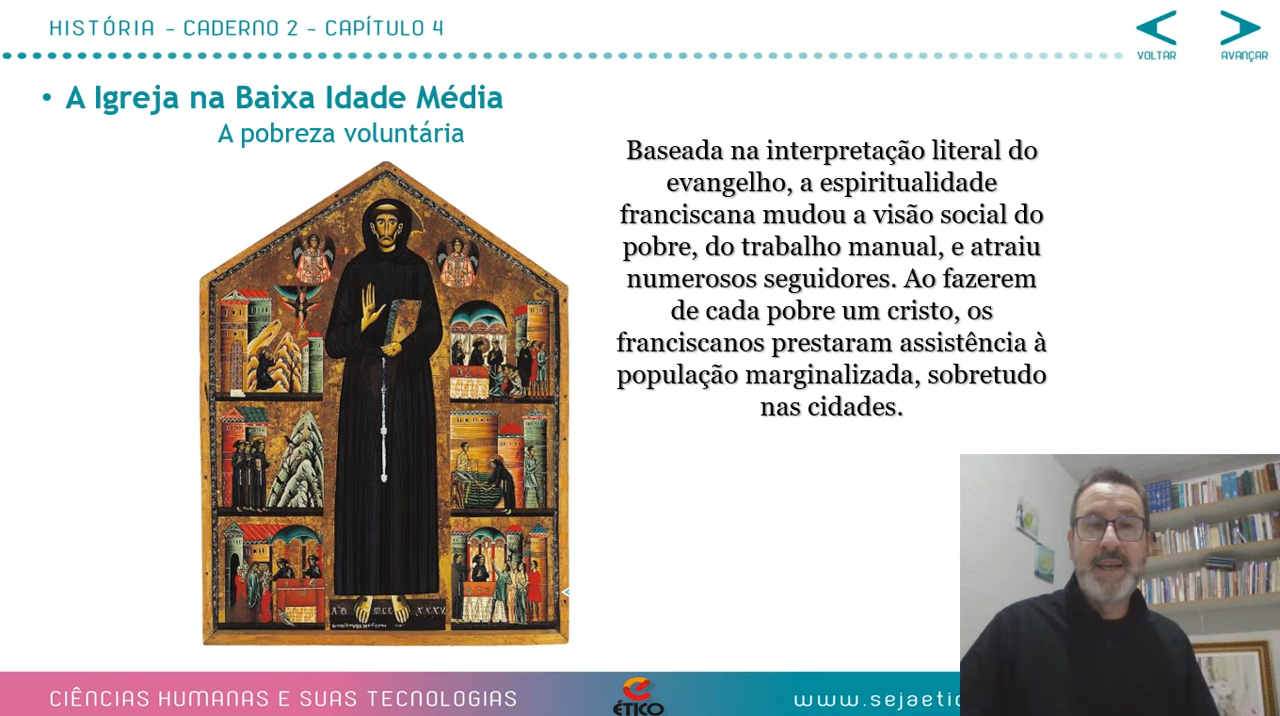 HISTÓRIA - CADERNO 2 - CAPÍTULO 4
VOLTAR
AVANÇAR
• A Igreja na Baixa Idade Média
A pobreza voluntária
Baseada na interpretação literal do
evangelho, a espiritualidade
franciscana mudou a visão social do
pobre, do trabalho manual, e atraiu
numerosos seguidores. Ao fazerem
de cada pobre um cristo, os
franciscanos prestaram assistência à
população marginalizada, sobretudo
nas cidades.
CIÊNCIAS HUMANAS E SUAS TECNOLOGIAS
ÉTICO
www.sejaetic